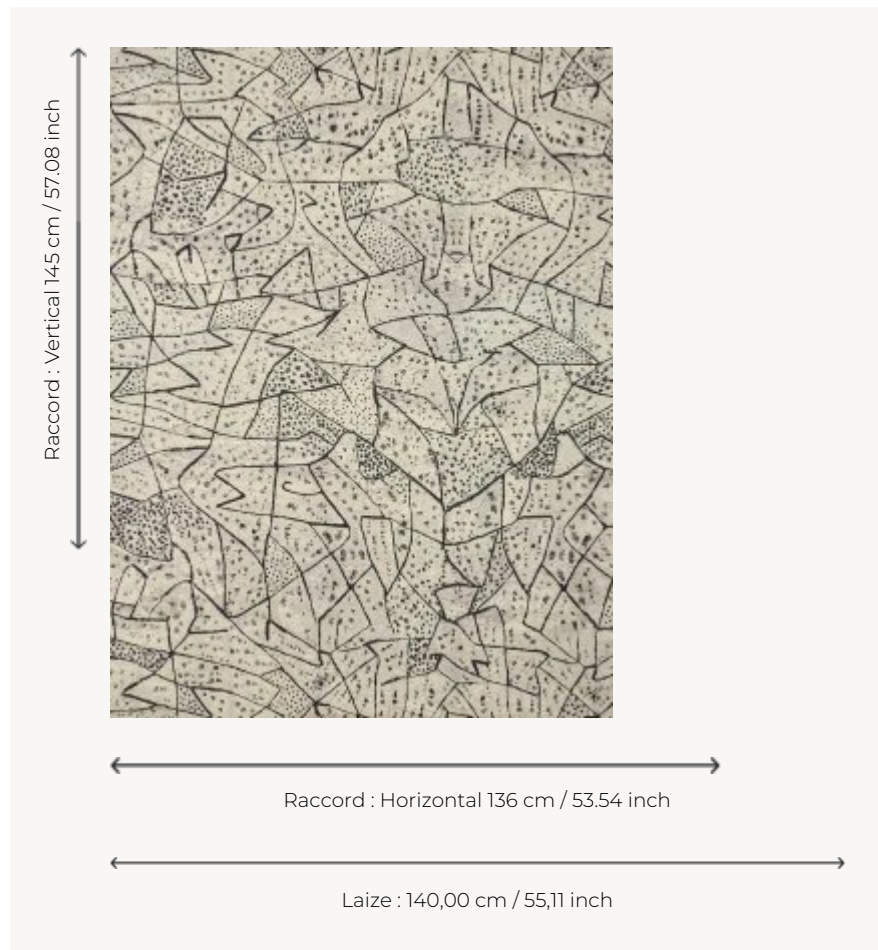 Raccord : Vertical 145 cm / 57.08 inch
Raccord : Horizontal 136 cm / 53.54 inch
Laize : 140,00 cm / 55,11 inch